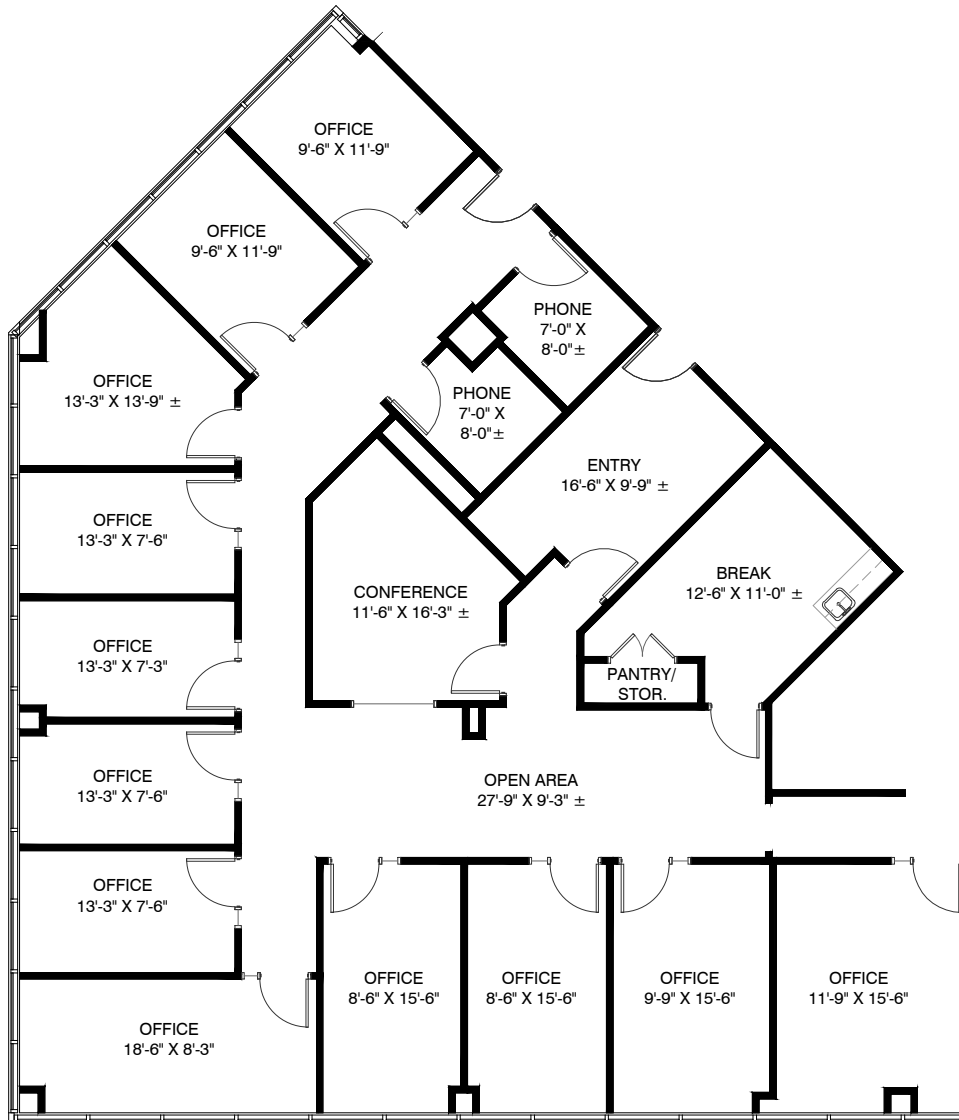 OFFICE
9'-6" X 11'-9"
OFFICE
9'-6" X 11'-9"
PHONE
7'-0" X
8'-0" ±
OFFICE
13'-3" X 13'-9" ±
PHONE
7'-0" X
8'-0" ±
ENTRY
16'-6" X 9'-9" ±
OFFICE
13'-3" X 7'-6"
BREAK
12'-6" X 11'-0" ±
CONFERENCE
11'-6" X 16'-3" ±
OFFICE
13'-3" X 7'-3"
PANTRY/
STOR.
OFFICE
13'-3" X 7'-6"
OPEN AREA
27'-9" X 9'-3" ±
OFFICE
13'-3" X 7'-6"
OFFICE
8'-6" X 15'-6"
OFFICE
8'-6" X 15'-6"
OFFICE
9'-9" X 15'-6"
OFFICE
11'-9" X 15'-6"
OFFICE
18'-6" X 8'-3"